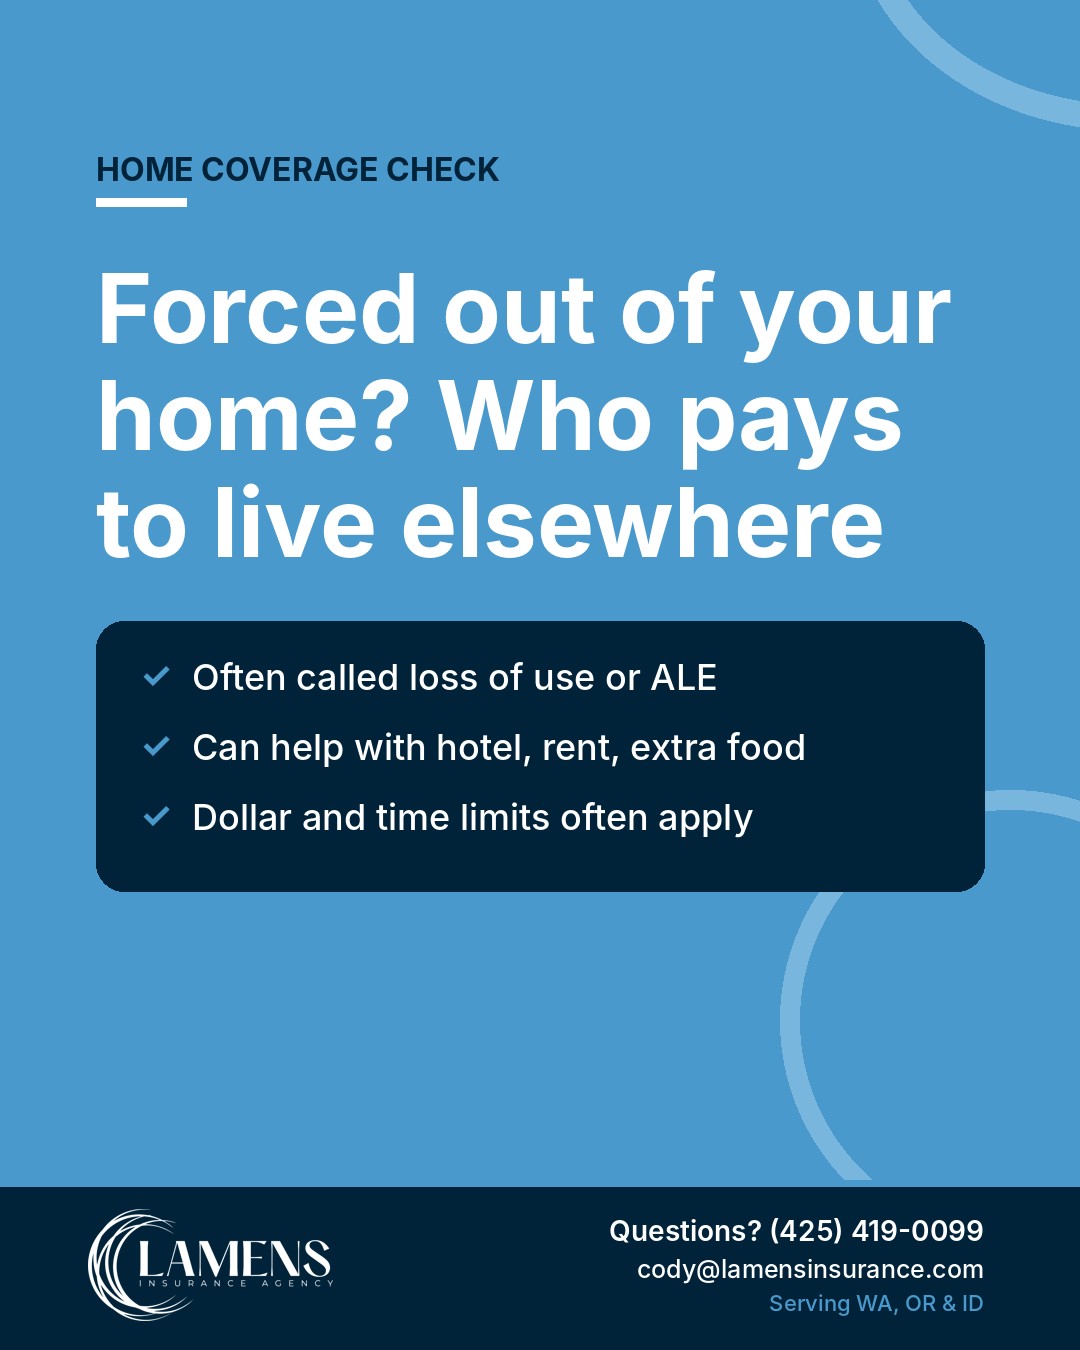 HOME COVERAGE CHECK
Forced out of your
home? Who pays
to live elsewhere
Often called loss of use or ALE
Can help with hotel, rent, extra food
Dollar and time limits often apply
LAMENS
INSURANCE AGENCY
Questions? (425) 419-0099
cody@lamensinsurance.com
Serving WA, OR & ID